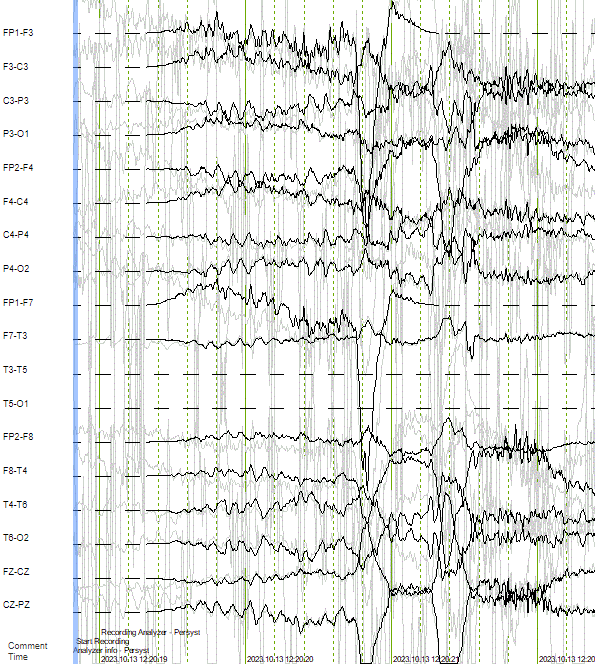 FP1-F3
F3-C3
C3-P3
P3-O1
FP2-F4
F4-C4
C4-P4
P4-O2
FP1-F7
F7-T3
T3-T5
T5-O1
FP2-F8
F8-T4
T4-T6
T6-O2
FZ-CZ
CZ-PZ
Recording Analyzer - Persyst
Start Recording
Comment
Analyzer info - Persyst
Time
2023.10.13 12:20:19
2023.10.13 12:20:20
2023.10.13 12:20:21
2023.10.13 12:20